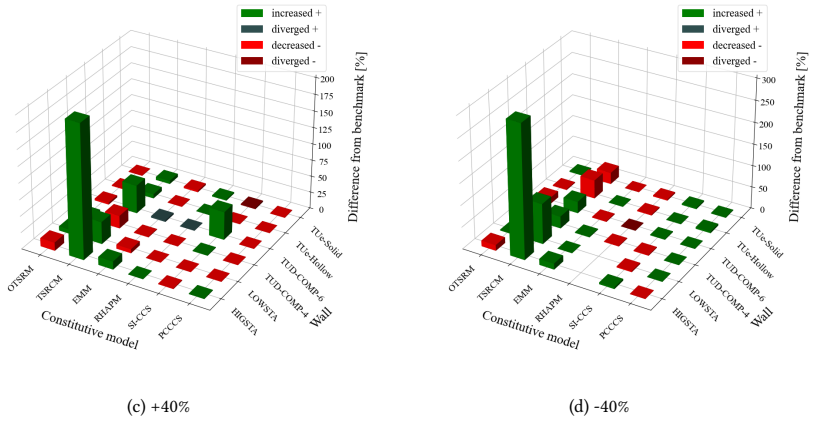 increased +
diverged +
decreased -
diverged -
200
175
150
125
100
75
50
25
0
Difference from benchmark [%]
OTSRM
TSRCM
EMM
RHAPM
SI-CCS
PCCCS
Constitutive model
HIGSTA
LOWSTA
TUD-COMP-4
TUD-COMP-6
TUe-Hollow
TUe-Solid
Wall
(c) +40%
increased +
diverged +
decreased -
diverged -
300
250
200
150
100
50
0
Difference from benchmark [%]
OTSRM
TSRCM
EMM
RHAPM
SI-CCS
PCCCS
Constitutive model
HIGSTA
LOWSTA
TUD-COMP-4
TUD-COMP-6
TUe-Hollow
TUe-Solid
Wall
(d) -40%